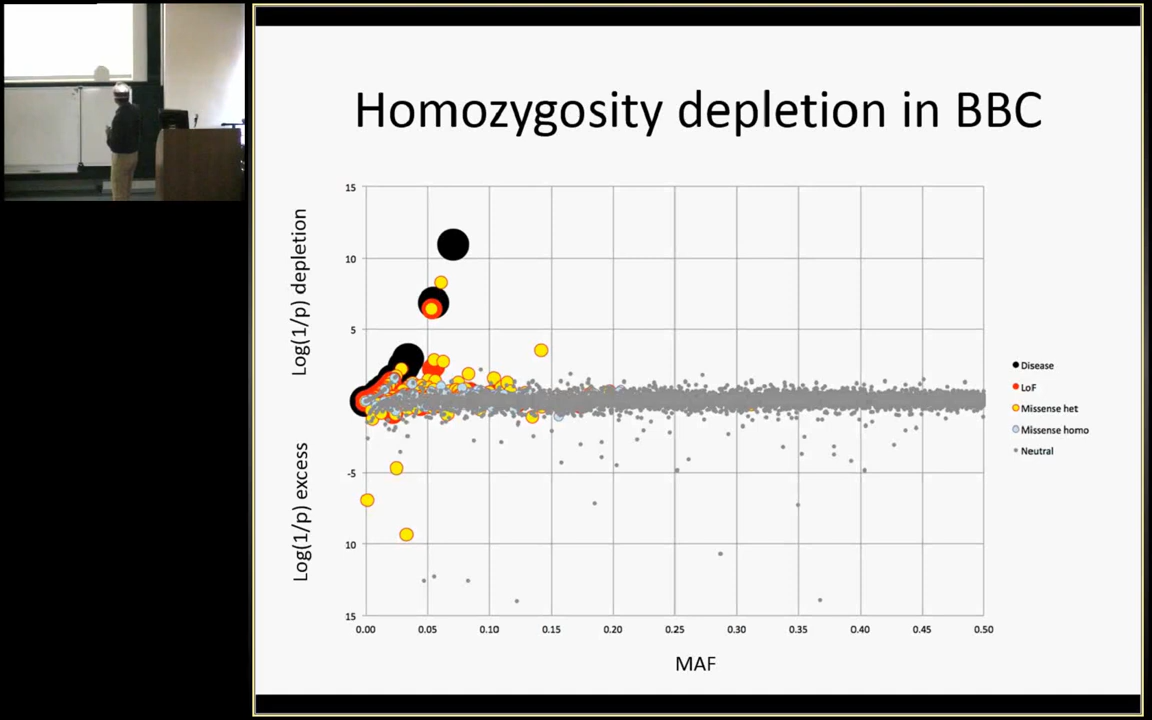 Homozygosity depletion in BBC
Log(1/p) depletion
Log(1/p) excess
15
10
5
-5
10
15
0.00 0.05 0.10 0.15 0.20 0.25 0.30 0.35 0.40 0.45 0.50
MAF
Disease
LoF
Missense het
Missense homo
Neutral